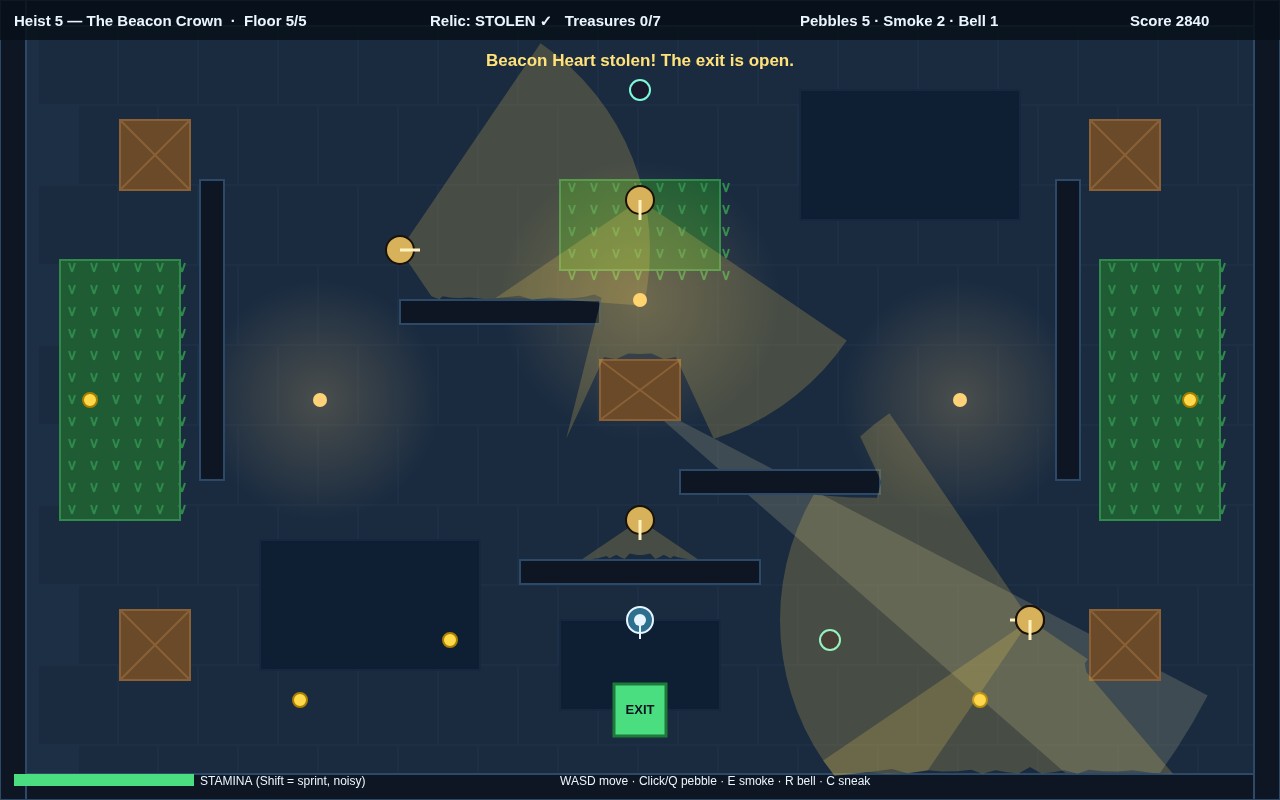 Heist 5 — The Beacon Crown · Floor 5/5 Relic: STOLEN ✓ Treasures 0/7 Pebbles 5 · Smoke 2 · Bell 1 Score 2840
Beacon Heart stolen! The exit is open.
EXIT
STAMINA (Shift = sprint, noisy) WASD move · Click/Q pebble · E smoke · R bell · C sneak